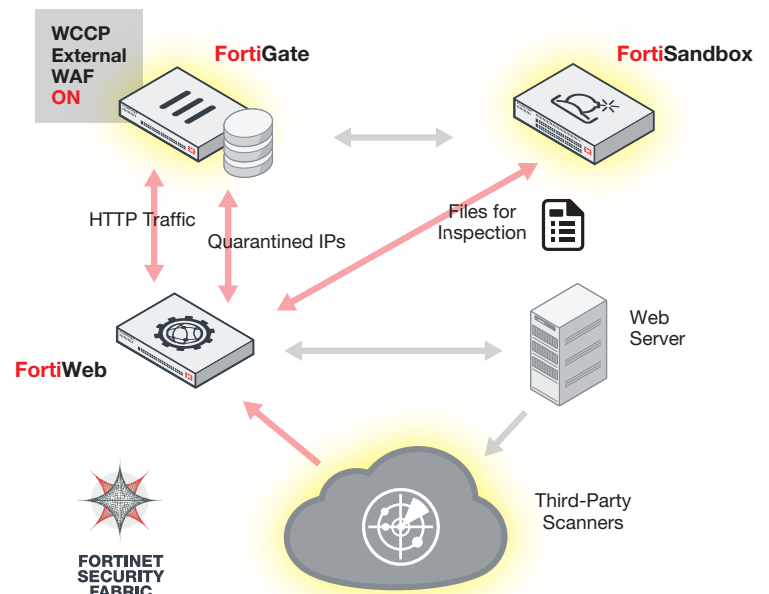 WCCP
External
WAF
ON
FortiGate
FortiSandbox
HTTP Traffic
Quarantined IPs
Files for
Inspection
Web
Server
FortiWeb
Third-Party
Scanners
FORTINET
SECURITY
FABRIC